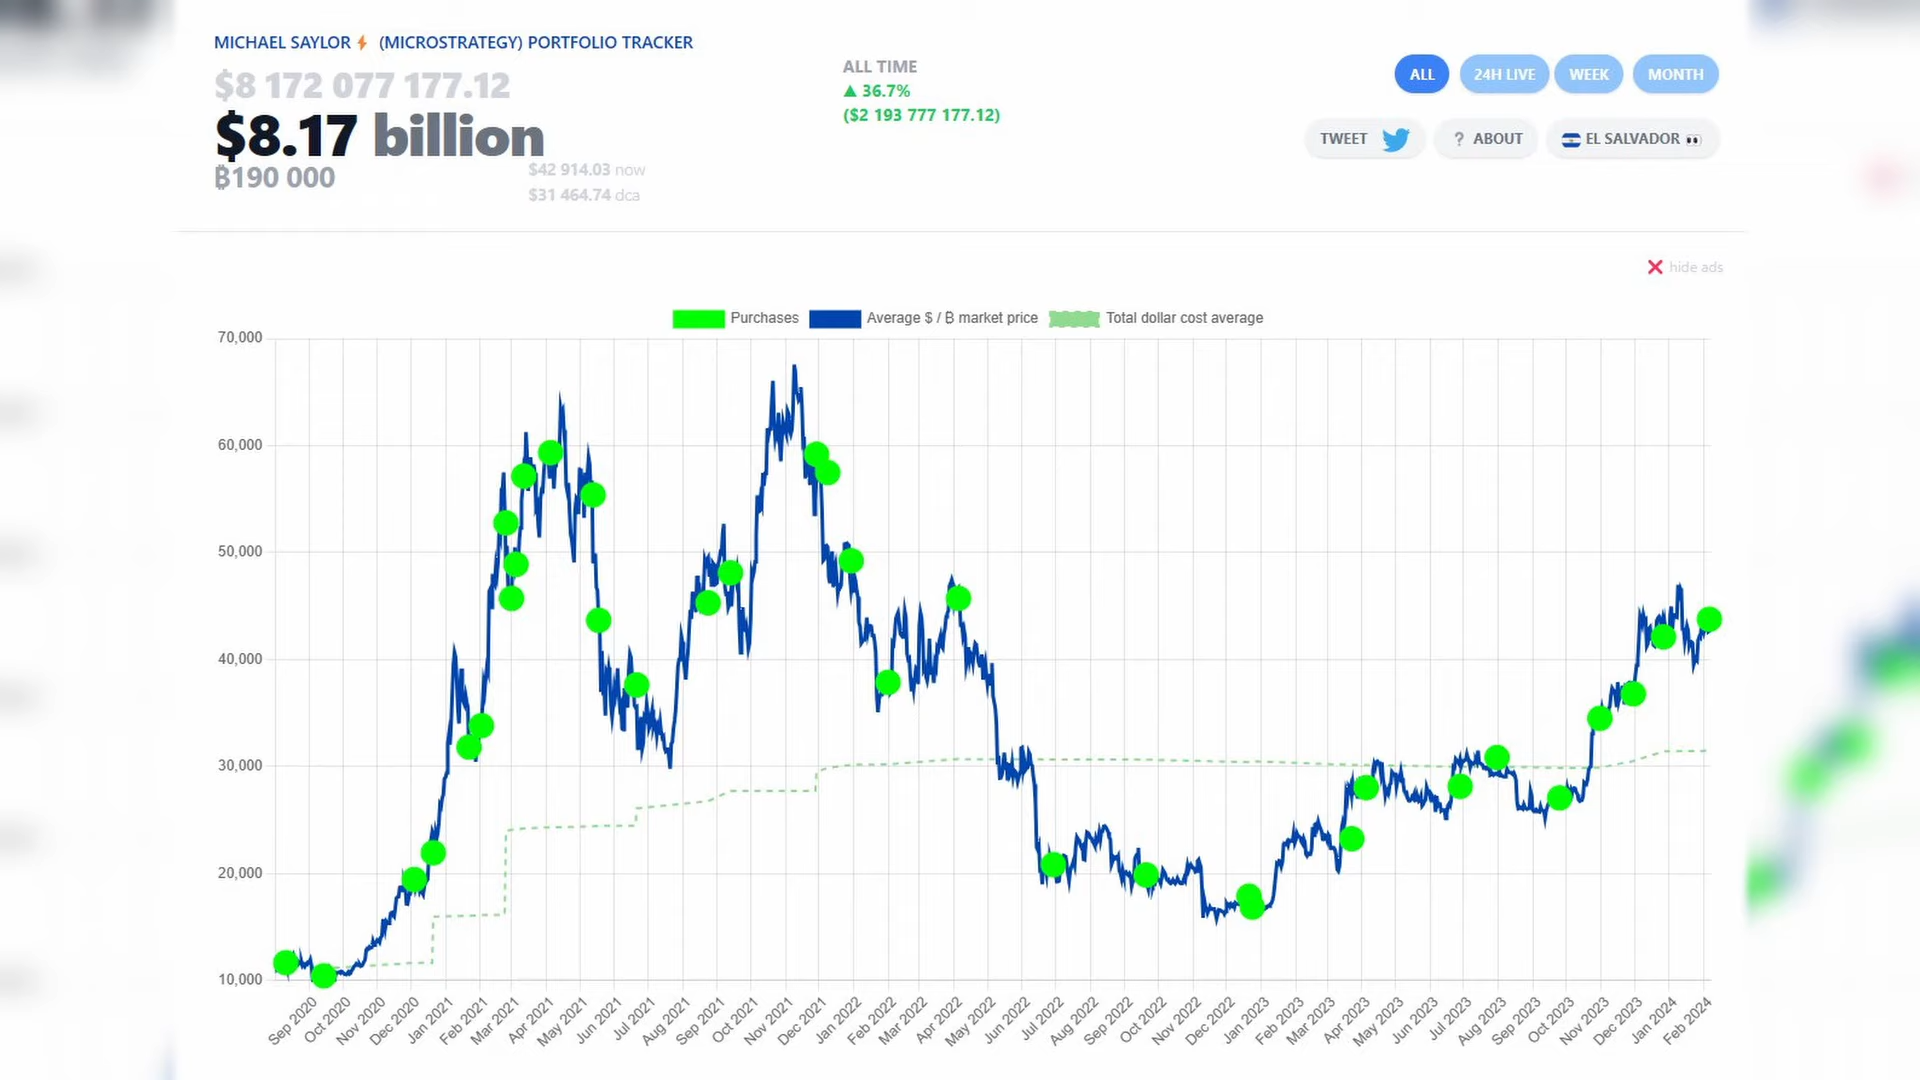 MICHAEL SAYLOR⚡ (MICROSTRATEGY) PORTFOLIO TRACKER
$8 172 077 177.12
$8.17 billion
₿190 000
$42 914.03 now
$31 464.74 dca
ALL TIME
▲ 36.7%
($2 193 777 177.12)
ALL 24H LIVE WEEK MONTH
TWEET ? ABOUT EL SALVADOR
❌ hide ads
Purchases Average $ / ₿ market price Total dollar cost average
70,000
60,000
50,000
40,000
30,000
20,000
10,000
Sep 2020 Oct 2020 Nov 2020 Dec 2020 Jan 2021 Feb 2021 Mar 2021 Apr 2021 May 2021 Jun 2021 Jul 2021 Aug 2021 Sep 2021 Oct 2021 Nov 2021 Dec 2021 Jan 2022 Feb 2022 Mar 2022 Apr 2022 May 2022 Jun 2022 Jul 2022 Aug 2022 Sep 2022 Oct 2022 Nov 2022 Dec 2022 Jan 2023 Feb 2023 Mar 2023 Apr 2023 May 2023 Jun 2023 Jul 2023 Aug 2023 Sep 2023 Oct 2023 Nov 2023 Dec 2023 Jan 2024 Feb 2024